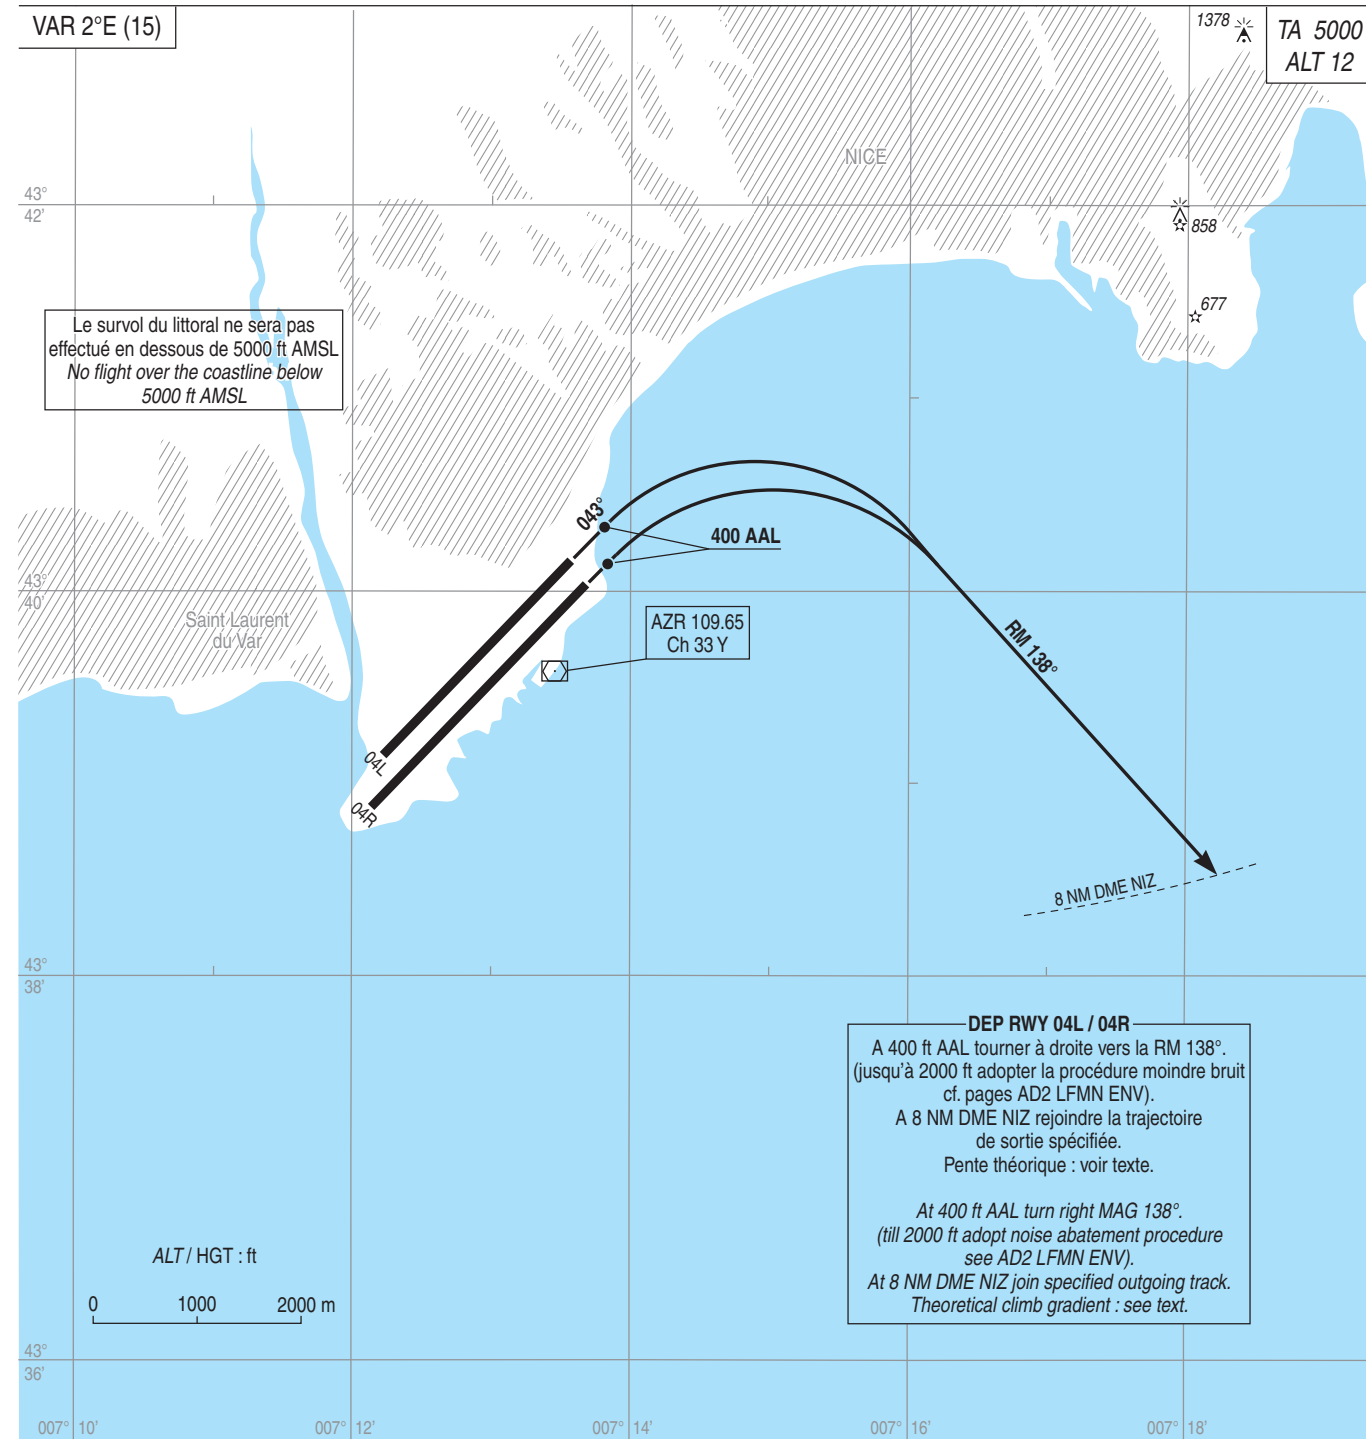 VAR 2°E (15)
1378
TA 5000
ALT 12
NICE
43°
42'
858
677
Le survol du littoral ne sera pas
effectué en dessous de 5000 ft AMSL
No flight over the coastline below
5000 ft AMSL
043°
400 AAL
43°
40'
Saint Laurent
du Var
AZR 109.65
Ch 33 Y
RM 138°
04L
04R
8 NM DME NIZ
43°
38'
DEP RWY 04L / 04R
A 400 ft AAL tourner à droite vers la RM 138°.
(jusqu'à 2000 ft adopter la procédure moindre bruit
cf. pages AD2 LFMN ENV).
A 8 NM DME NIZ rejoindre la trajectoire
de sortie spécifiée.
Pente théorique : voir texte.
At 400 ft AAL turn right MAG 138°.
(till 2000 ft adopt noise abatement procedure
see AD2 LFMN ENV).
At 8 NM DME NIZ join specified outgoing track.
Theoretical climb gradient : see text.
ALT / HGT : ft
0 1000 2000 m
43°
36'
007° 10' 007° 12' 007° 14' 007° 16' 007° 18'